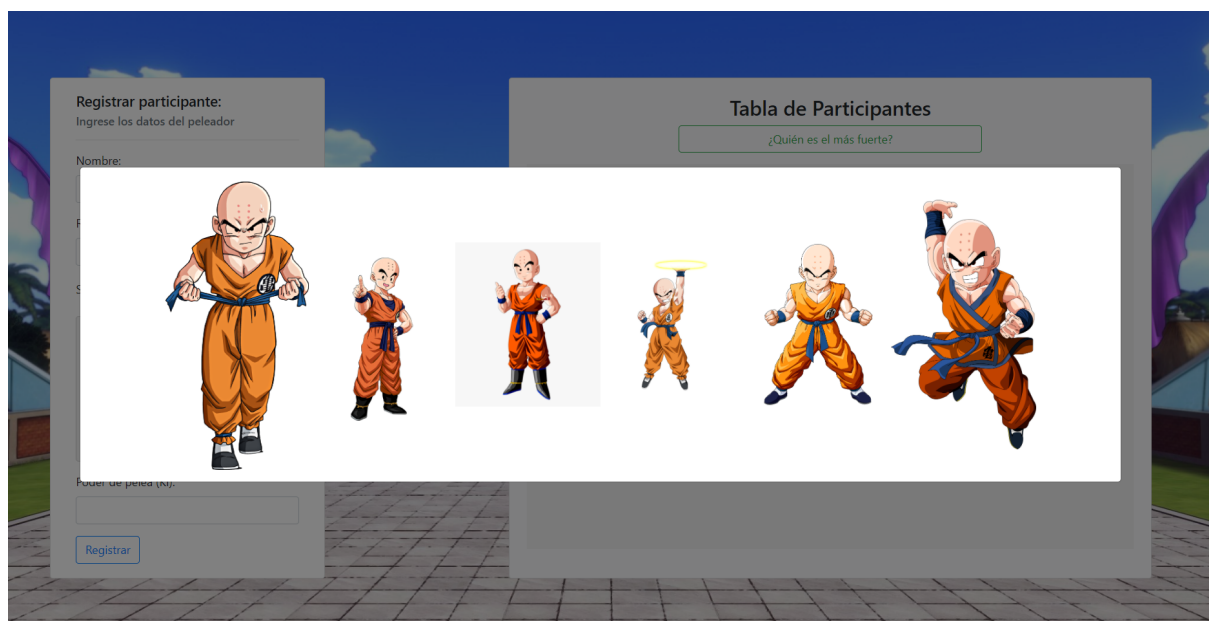 Registrar participante:
Ingrese los datos del peleador
Nombre:
Poder de pelea (Ki):
Registrar
Tabla de Participantes
¿Quién es el más fuerte?